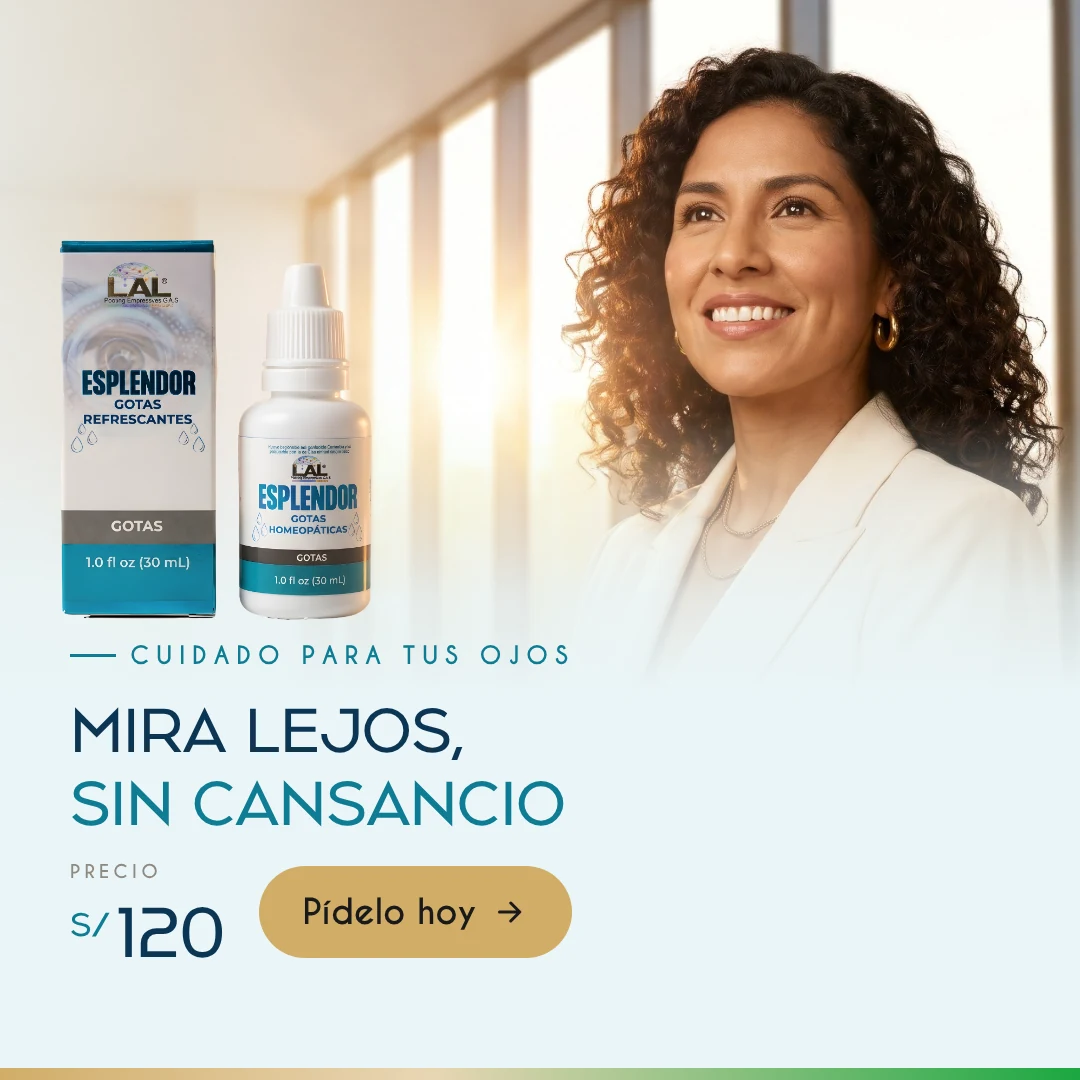 LAL®
ESPLENDOR
GOTAS
REFRESCANTES
GOTAS
1.0 fl oz (30 mL)
LAL
ESPLENDOR
GOTAS
HOMEOPÁTICAS
GOTAS
1.0 fl oz (30 mL)
CUIDADO PARA TUS OJOS
MIRA LEJOS,
SIN CANSANCIO
PRECIO
S/120
Pídelo hoy →